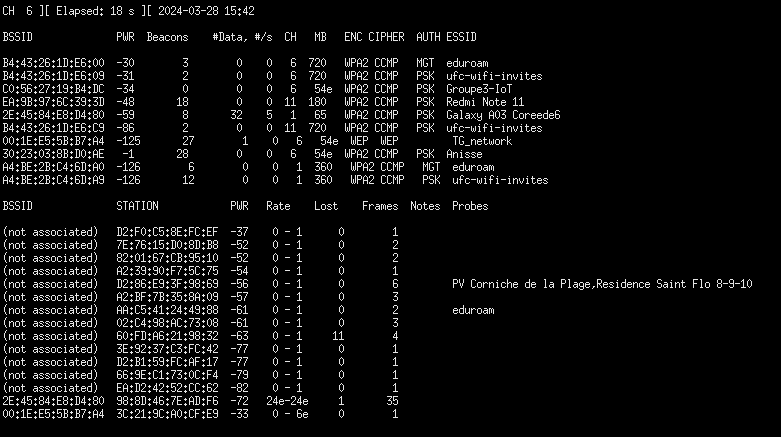 CH 6 ][ Elapsed: 18 s ][ 2024-03-28 15:42
BSSID PWR Beacons #Data, #/s CH MB ENC CIPHER AUTH ESSID
B4:43:26:1D:E6:00 -30 3 0 0 6 720 WPA2 CCMP MGT eduroam
B4:43:26:1D:E6:09 -31 2 0 0 6 720 WPA2 CCMP PSK ufc-wifi-invites
C0:56:27:19:B4:DC -34 0 0 0 6 54e WPA2 CCMP PSK Groupe3-IoT
EA:9B:97:6C:39:3D -48 18 0 0 11 180 WPA2 CCMP PSK Redmi Note 11
2E:45:84:E8:D4:80 -59 8 32 5 1 65 WPA2 CCMP PSK Galaxy A03 Coreede6
B4:43:26:1D:E6:C9 -86 2 0 0 11 720 WPA2 CCMP PSK ufc-wifi-invites
00:1E:E5:5B:B7:A4 -125 27 1 0 6 54e WEP WEP TG_network
30:23:03:8B:D0:AE -1 28 0 0 6 54e WPA2 CCMP PSK Anisse
A4:BE:2B:C4:6D:A0 -126 6 0 0 1 360 WPA2 CCMP MGT eduroam
A4:BE:2B:C4:6D:A9 -126 12 0 0 1 360 WPA2 CCMP PSK ufc-wifi-invites
BSSID STATION PWR Rate Lost Frames Notes Probes
(not associated) D2:F0:C5:8E:FC:EF -37 0 - 1 0 1
(not associated) 7E:76:15:D0:8D:B8 -52 0 - 1 0 2
(not associated) 82:01:67:CB:95:10 -52 0 - 1 0 2
(not associated) A2:39:90:F7:5C:75 -54 0 - 1 0 1
(not associated) D2:86:E9:3F:98:69 -56 0 - 1 0 6 PV Corniche de la Plage,Residence Saint Flo 8-9-10
(not associated) A2:BF:7B:35:8A:09 -57 0 - 1 0 3
(not associated) AA:C5:41:24:49:88 -61 0 - 1 0 2 eduroam
(not associated) 02:C4:98:AC:73:08 -61 0 - 1 0 3
(not associated) 60:FD:A6:21:98:32 -63 0 - 1 11 4
(not associated) 3E:92:37:C3:FC:42 -77 0 - 1 0 1
(not associated) D2:B1:59:FC:AF:17 -77 0 - 1 0 1
(not associated) 66:9E:C1:73:0C:F4 -79 0 - 1 0 1
(not associated) EA:D2:42:52:CC:62 -82 0 - 1 0 1
2E:45:84:E8:D4:80 98:8D:46:7E:AD:F6 -72 24e-24e 1 35
00:1E:E5:5B:B7:A4 3C:21:9C:A0:CF:E9 -33 0 - 6e 0 1